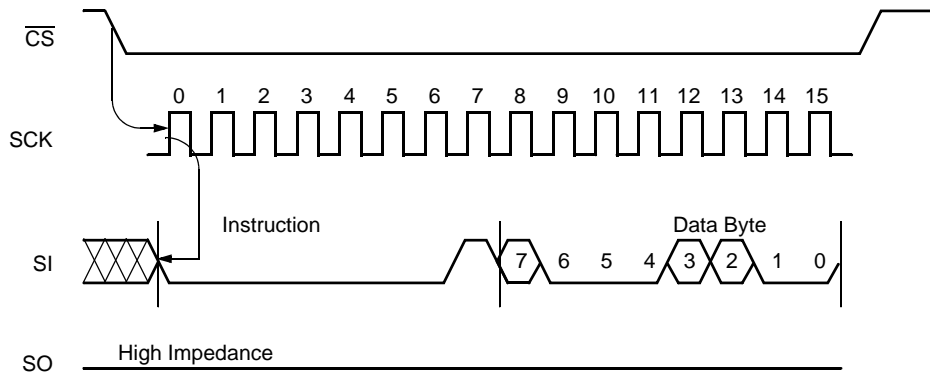 CS
0 1 2 3 4 5 6 7 8 9 10 11 12 13 14 15
SCK
Instruction
Data Byte
SI
7 6 5 4 3 2 1 0
High Impedance
SO